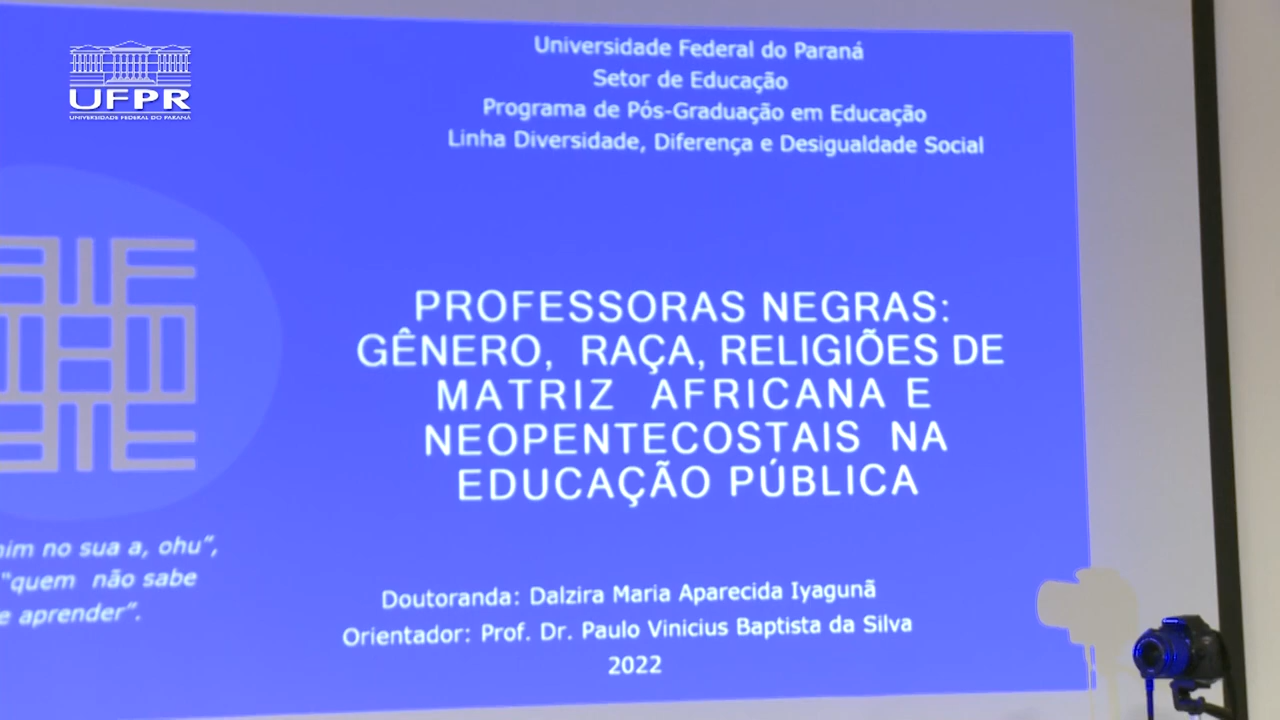 UFPR
UNIVERSIDADE FEDERAL DO PARANÁ
Universidade Federal do Paraná
Setor de Educação
Programa de Pós-Graduação em Educação
Linha Diversidade, Diferença e Desigualdade Social
PROFESSORAS NEGRAS:
GÊNERO, RAÇA, RELIGIÕES DE
MATRIZ AFRICANA E
NEOPENTECOSTAIS NA
EDUCAÇÃO PÚBLICA
no sua a, ohu”,
"quem não sabe
aprender”.
Doutoranda: Dalzira Maria Aparecida Iyagunã
Orientador: Prof. Dr. Paulo Vinicius Baptista da Silva
2022